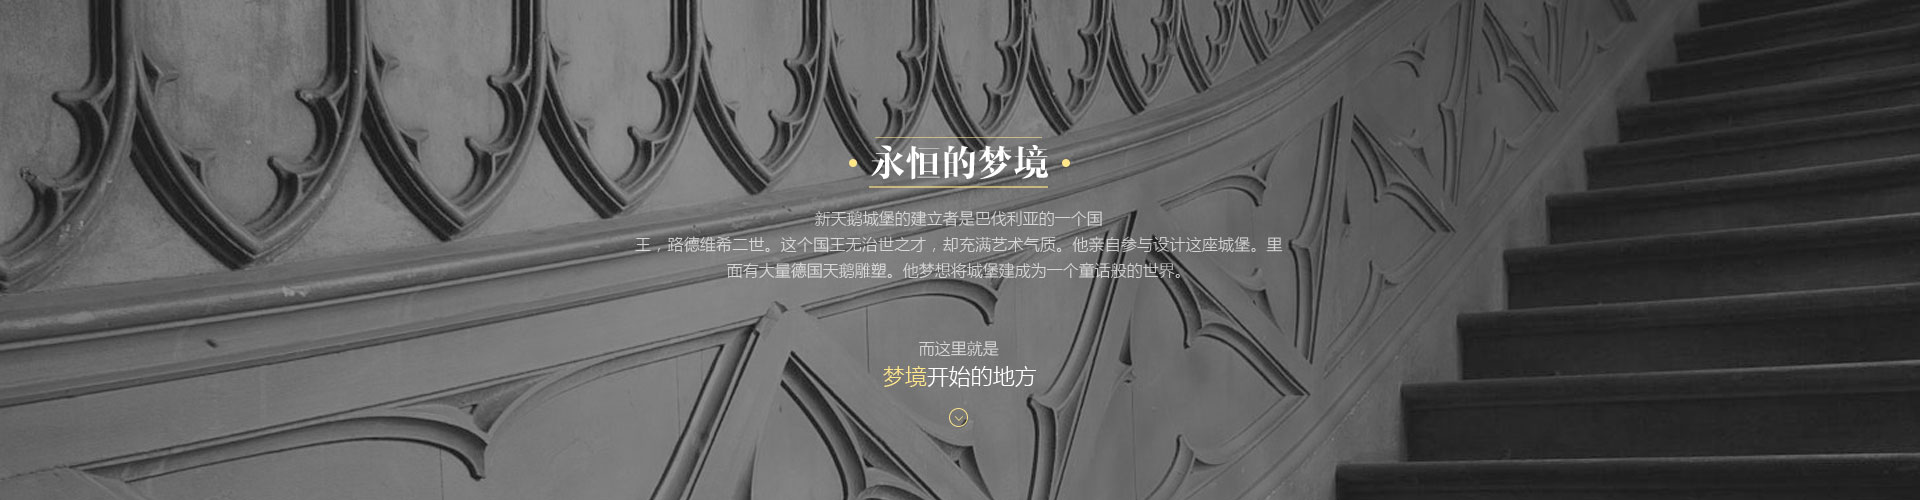 永恒的梦境
新天鹅城堡的建立者是巴伐利亚的一个国
王，路德维希二世。这个国王无治世之才，却充满艺术气质。他亲自参与设计这座城堡。里
面有大量德国天鹅雕塑。他梦想将城堡建成为一个童话般的世界。
而这里就是
梦境开始的地方